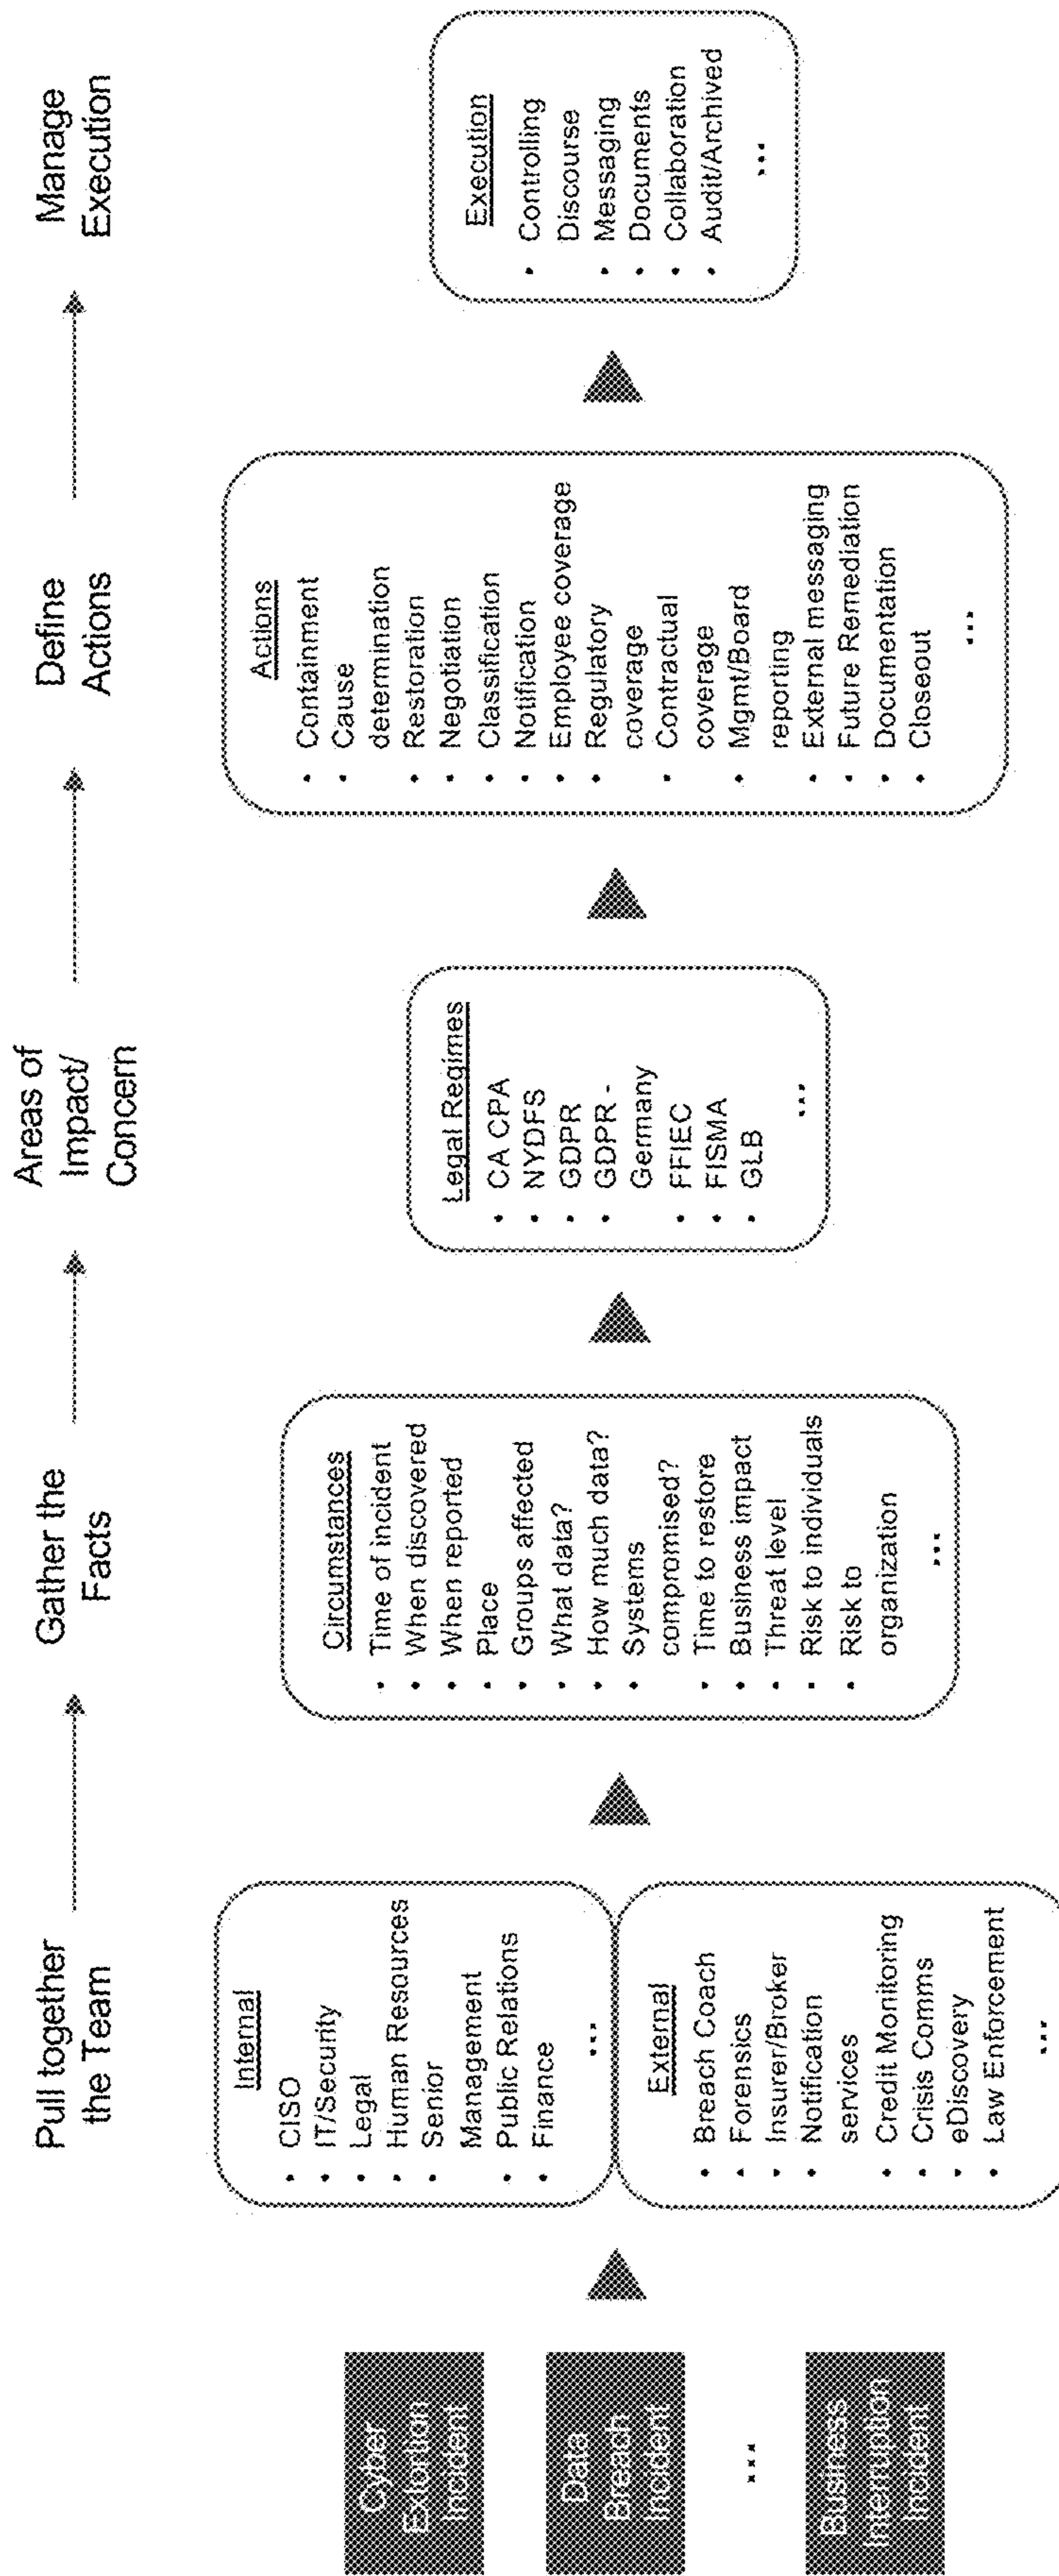 Pull together
the Team
Gather the
Facts
Areas of
Impact/
Concern
Define
Actions
Manage
Execution
Cyber
Extortion
Incident
Data
Breach
Incident
...
Business
Interruption
Incident
Internal
• CISO
• IT/Security
• Legal
• Human Resources
• Senior
Management
• Public Relations
• Finance
...
External
• Breach Coach
• Forensics
• Insurer/Broker
• Notification
services
• Credit Monitoring
• Crisis Comms
• eDiscovery
• Law Enforcement
...
Circumstances
• Time of incident
• When discovered
• When reported
• Place
• Groups affected
• What data?
• How much data?
• Systems
compromised?
• Time to restore
• Business impact
• Threat level
• Risk to individuals
• Risk to
organization
...
Legal Regimes
• CA CPA
• NYDFS
• GDPR
• GDPR -
Germany
• FFIEC
• FISMA
• GLB
...
Actions
• Containment
• Cause
determination
• Restoration
• Negotiation
• Classification
• Notification
• Employee coverage
• Regulatory
coverage
• Contractual
coverage
• Mgmt/Board
reporting
• External messaging
• Future Remediation
• Documentation
• Closeout
...
Execution
• Controlling
Discourse
• Messaging
• Documents
• Collaboration
• Audit/Archived
...